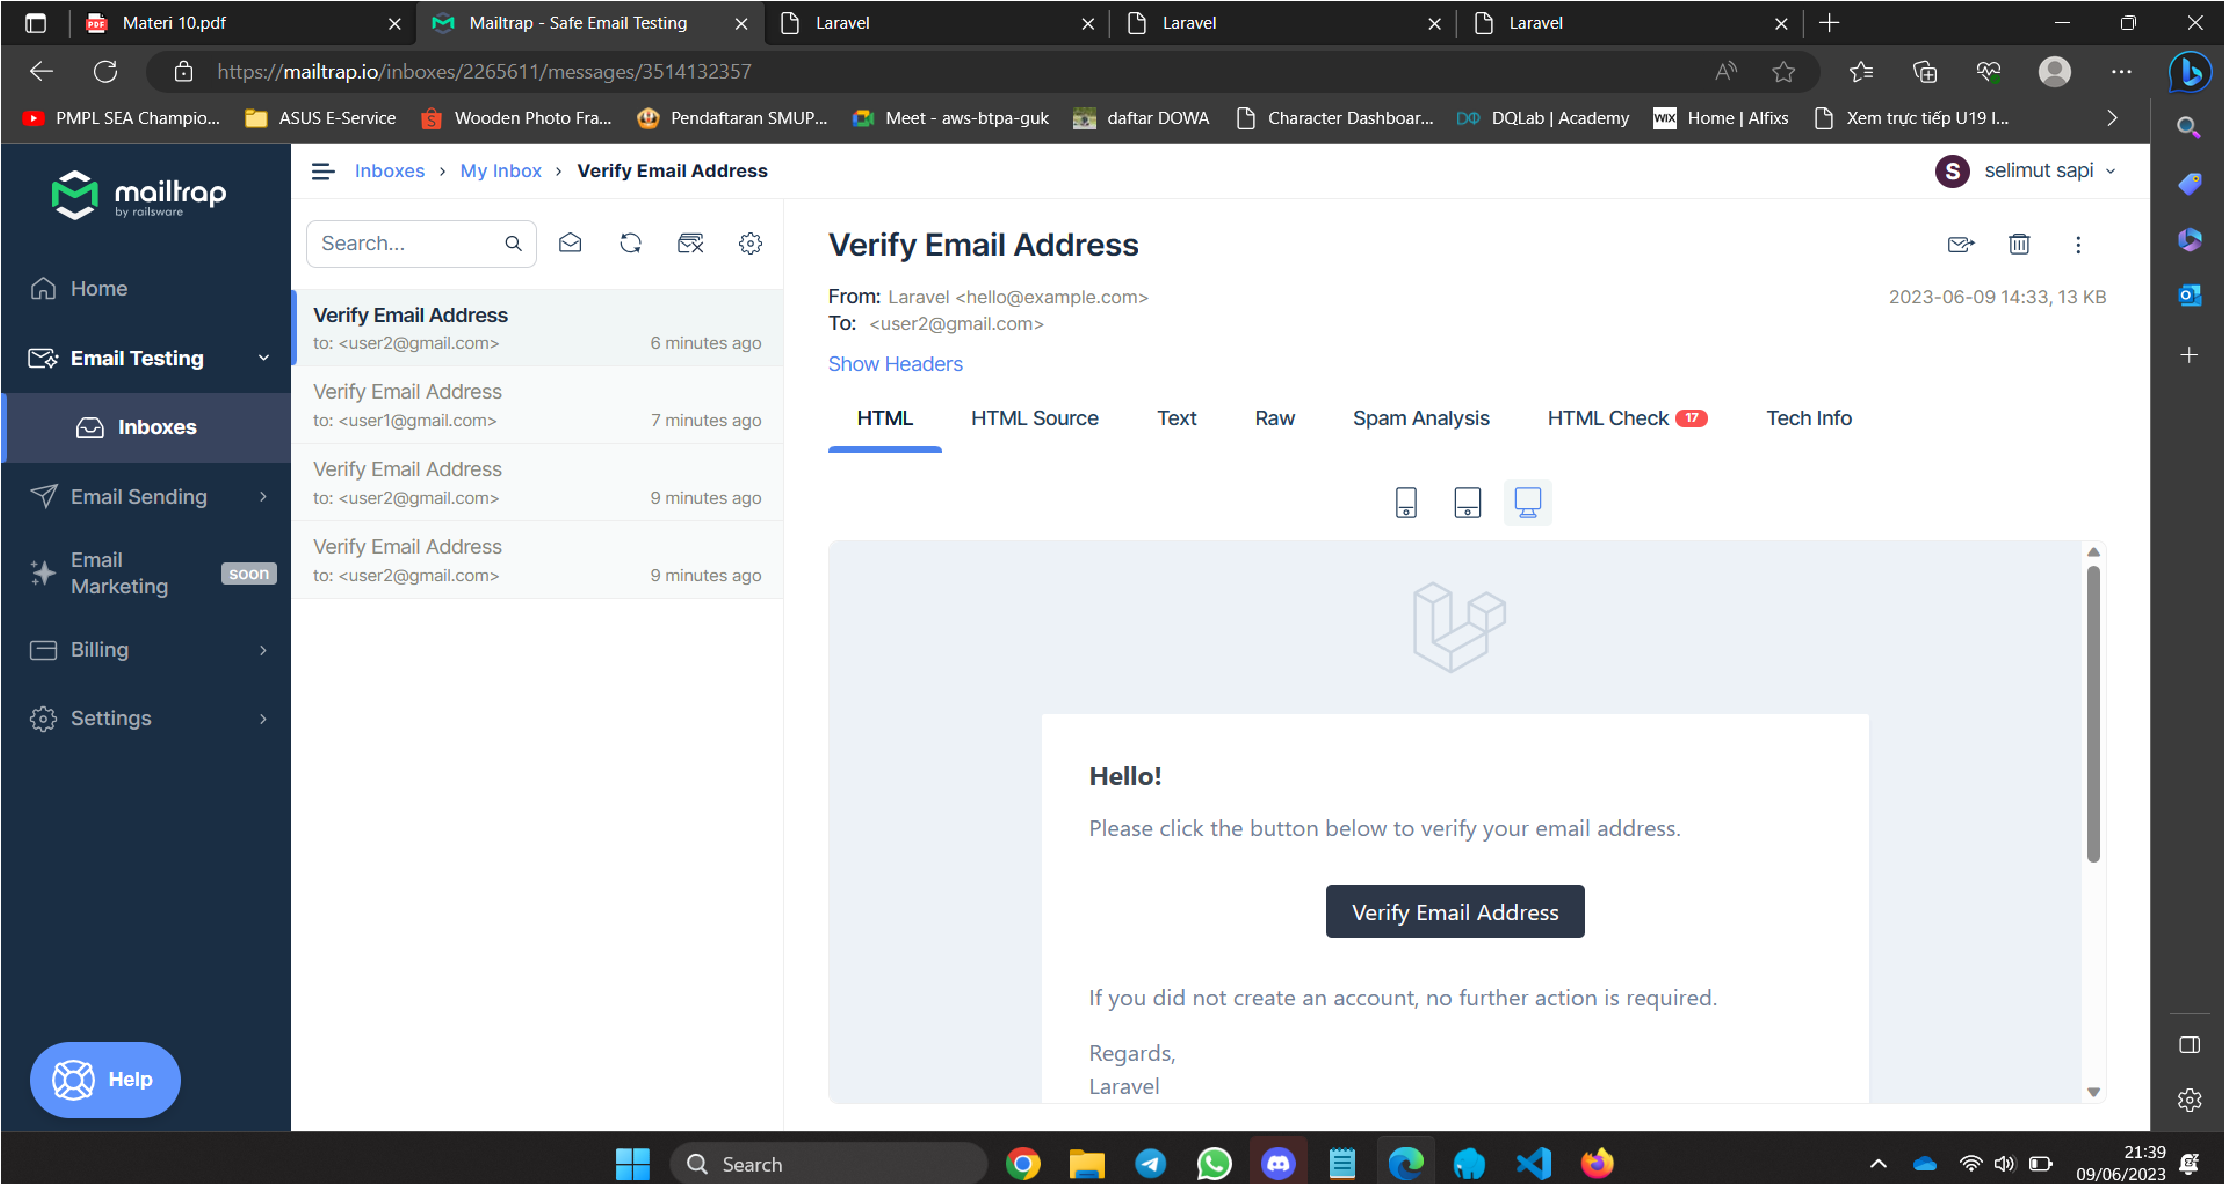 Materi 10.pdf
Mailtrap - Safe Email Testing
Laravel
Laravel
Laravel
https://mailtrap.io/inboxes/2265611/messages/3514132357
PMPL SEA Champio...
ASUS E-Service
Wooden Photo Fra...
Pendaftaran SMUP...
Meet - aws-btpa-guk
daftar DOWA
Character Dashboar...
DQLab | Academy
WIX
Home | Alfixs
Xem trực tiếp U19 I...
mailtrap
by railsware
Home
Email Testing
Inboxes
Email Sending
Email
Marketing
soon
Billing
Settings
Help
Inboxes > My Inbox > Verify Email Address
S
selimut sapi
Search...
Verify Email Address
to: <user2@gmail.com> 6 minutes ago
Verify Email Address
to: <user1@gmail.com> 7 minutes ago
Verify Email Address
to: <user2@gmail.com> 9 minutes ago
Verify Email Address
to: <user2@gmail.com> 9 minutes ago
Verify Email Address
From: Laravel <hello@example.com>
2023-06-09 14:33, 13 KB
To: <user2@gmail.com>
Show Headers
HTML
HTML Source
Text
Raw
Spam Analysis
HTML Check 17
Tech Info
Hello!
Please click the button below to verify your email address.
Verify Email Address
If you did not create an account, no further action is required.
Regards,
Laravel
Search
21:39
09/06/2023